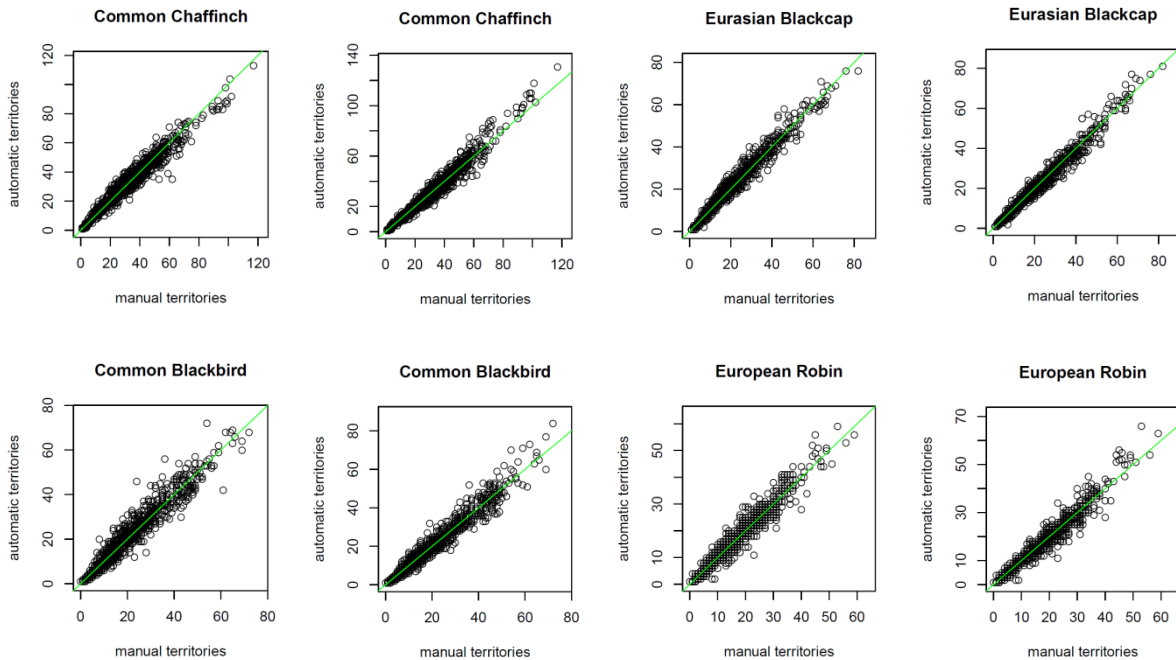 Common Chaffinch
automatic territories
0 20 40 60 80 100 120
0 20 40 60 80 120
manual territories
Common Chaffinch
automatic territories
0 20 60 100 140
0 20 40 60 80 120
manual territories
Eurasian Blackcap
automatic territories
0 20 40 60 80
0 20 40 60 80
manual territories
Eurasian Blackcap
automatic territories
0 20 40 60 80
0 20 40 60 80
manual territories
Common Blackbird
automatic territories
0 20 40 60 80
0 20 40 60 80
manual territories
Common Blackbird
automatic territories
0 20 40 60 80
0 20 40 60 80
manual territories
European Robin
automatic territories
0 10 30 50
0 10 20 30 40 50 60
manual territories
European Robin
automatic territories
0 10 30 50 70
0 10 20 30 40 50 60
manual territories